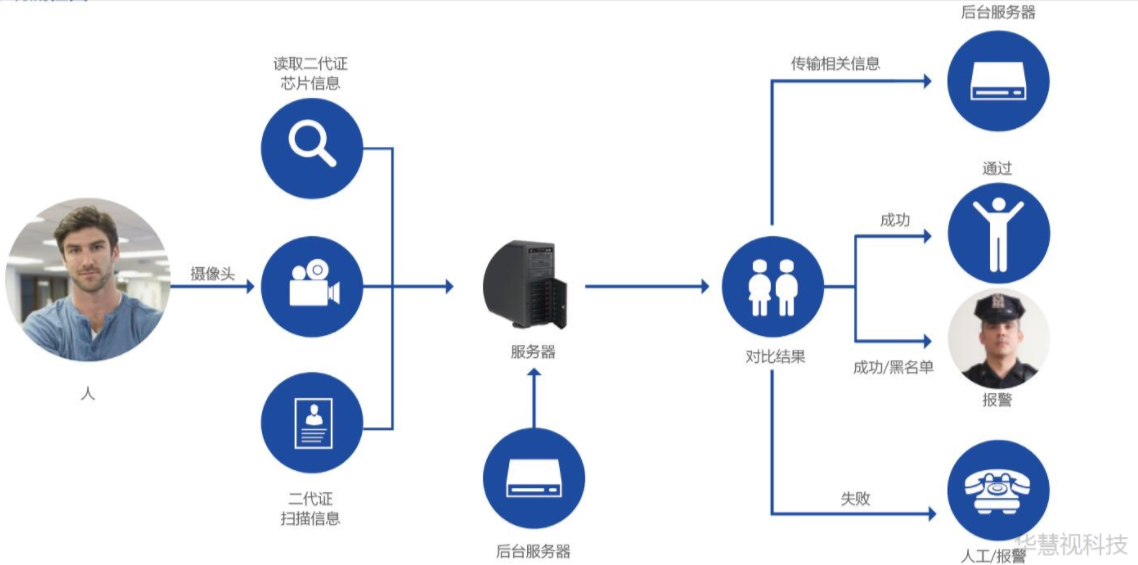 后台服务器
读取二代证
芯片信息
传输相关信息
通过
成功
摄像头
服务器
对比结果
成功/黑名单
人
报警
二代证
扫描信息
失败
后台服务器
人工/报警
华慧视科技